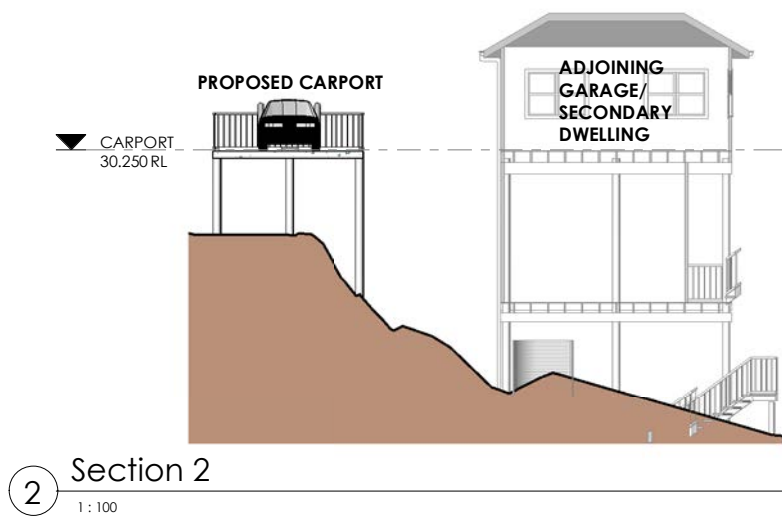 PROPOSED CARPORT
ADJOINING
GARAGE/
SECONDARY
DWELLING
CARPORT
30.250 RL
2
Section 2
1 : 100